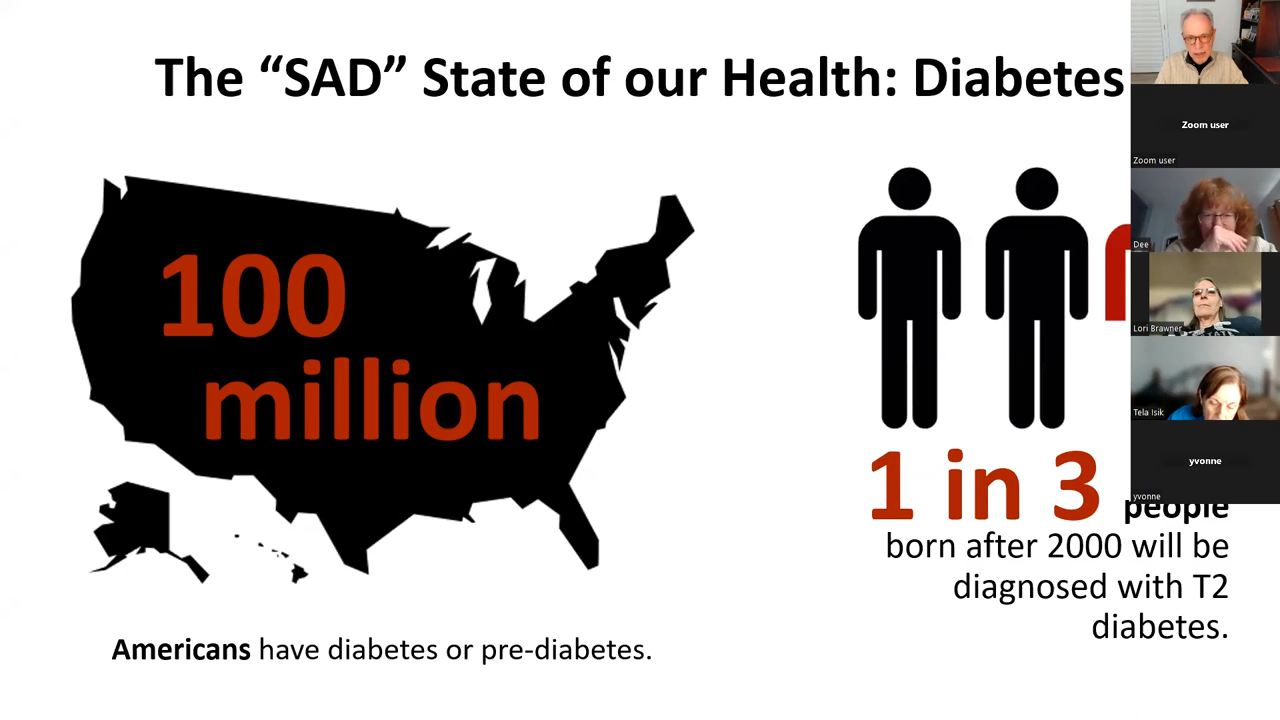 The “SAD” State of our Health: Diabetes
100
million
Americans have diabetes or pre-diabetes.
1 in 3 people
born after 2000 will be
diagnosed with T2
diabetes.
Zoom user
Zoom user
Dee
Lori Brawner
Tela Isik
yvonne
yvonne